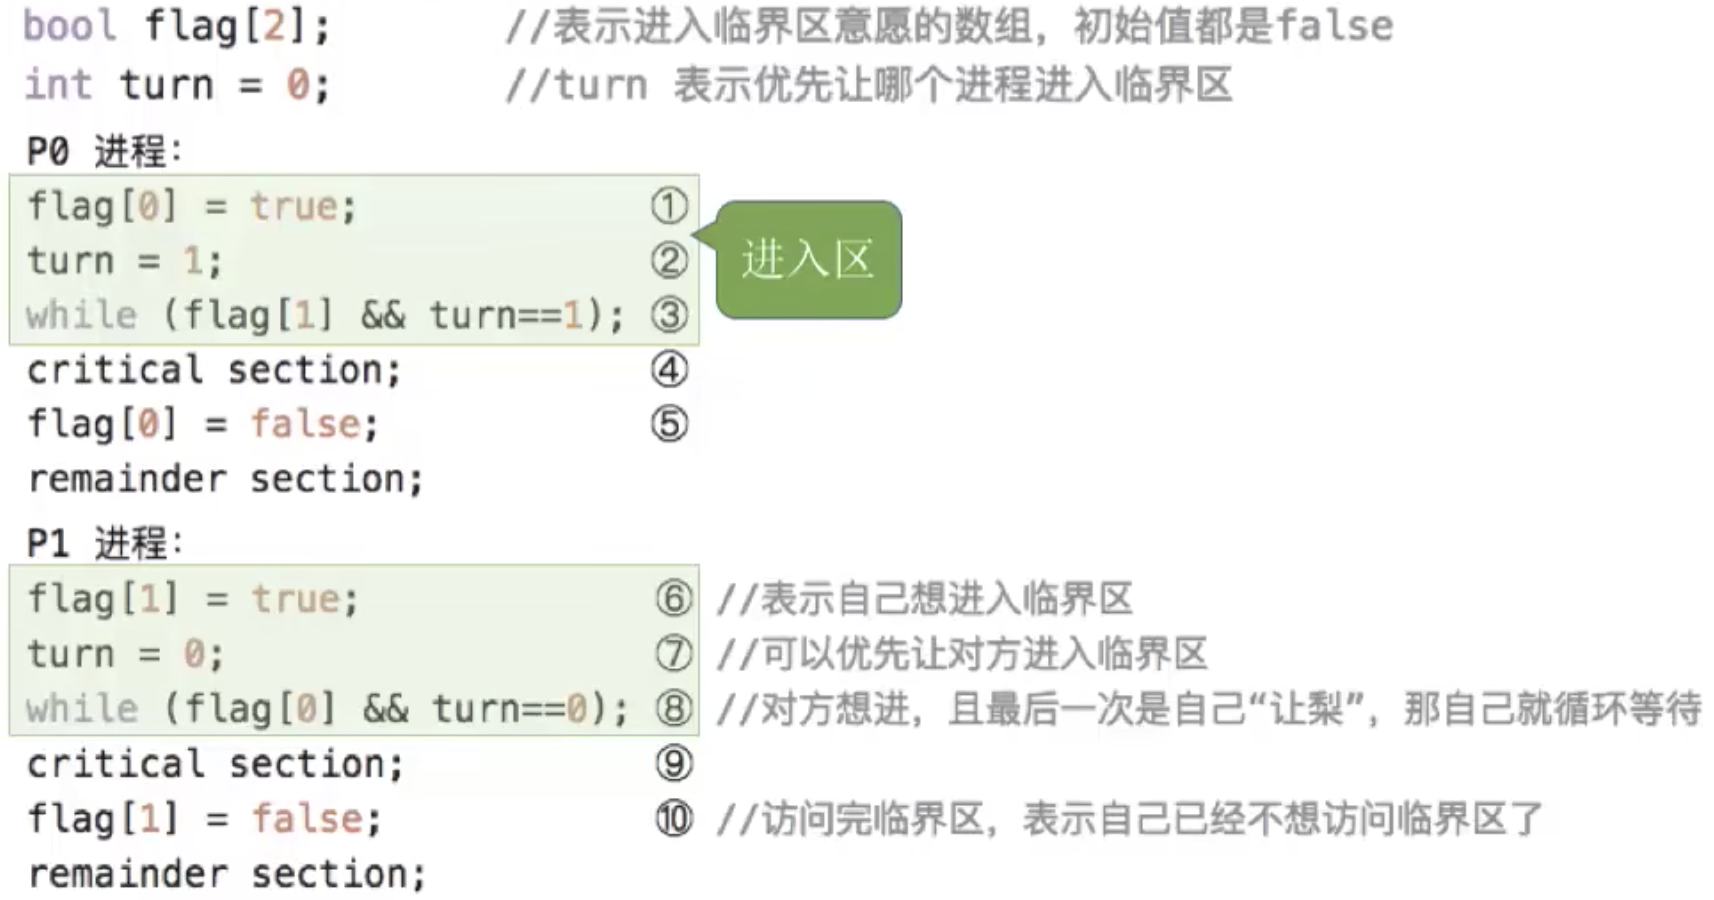 bool flag[2]; //表示进入临界区意愿的数组，初始值都是false
int turn = 0; //turn 表示优先让哪个进程进入临界区
P0 进程：
flag[0] = true; ①
turn = 1; ②
while (flag[1] && turn==1); ③
进入区
critical section; ④
flag[0] = false; ⑤
remainder section;
P1 进程：
flag[1] = true; ⑥ //表示自己想进入临界区
turn = 0; ⑦ //可以优先让对方进入临界区
while (flag[0] && turn==0); ⑧ //对方想进，且最后一次是自己“让梨”，那自己就循环等待
critical section; ⑨
flag[1] = false; ⑩ //访问完临界区，表示自己已经不想访问临界区了
remainder section;